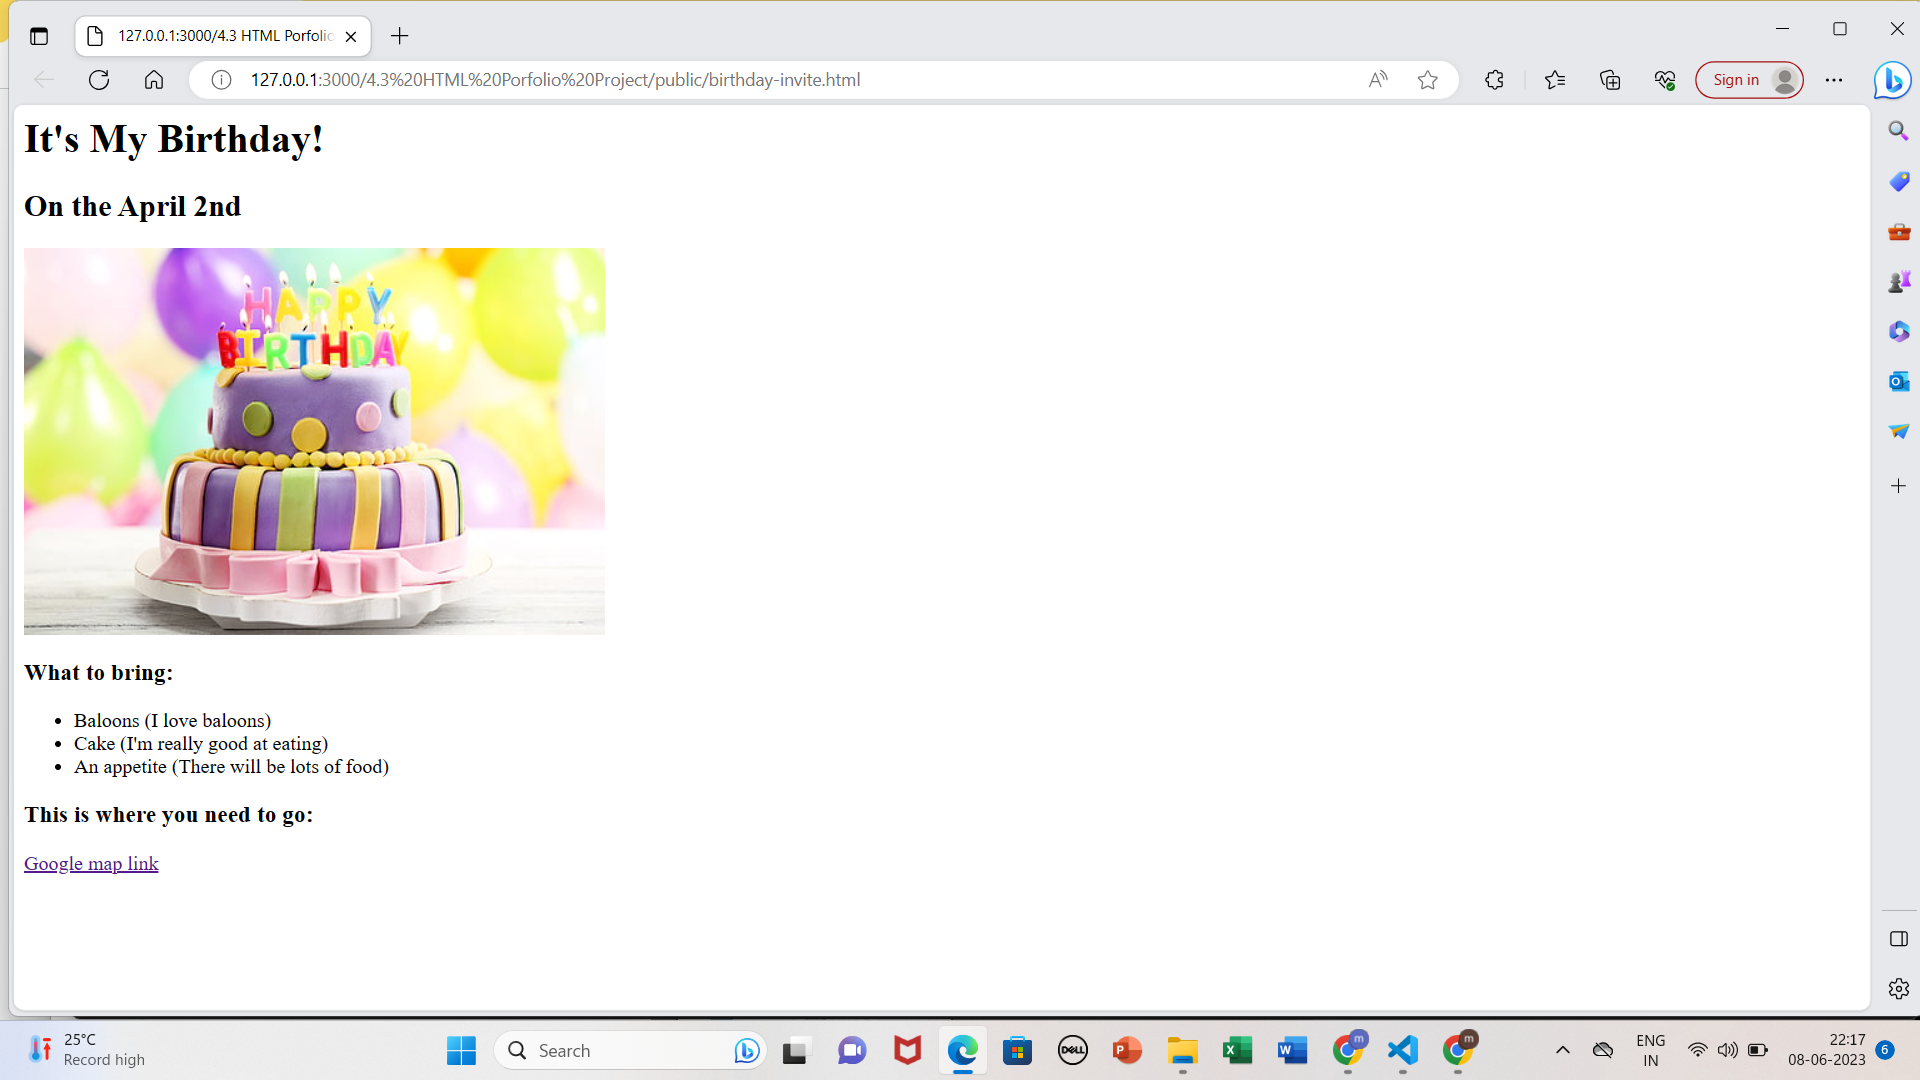 127.0.0.1:3000/4.3 HTML Porfolio
127.0.0.1:3000/4.3%20HTML%20Porfolio%20Project/public/birthday-invite.html
Sign in
It's My Birthday!
On the April 2nd
HAPPY
BIRTHDAY
What to bring:
Baloons (I love baloons)
Cake (I'm really good at eating)
An appetite (There will be lots of food)
This is where you need to go:
Google map link
25°C
Record high
Search
DELL
ENG
IN
22:17
08-06-2023
6